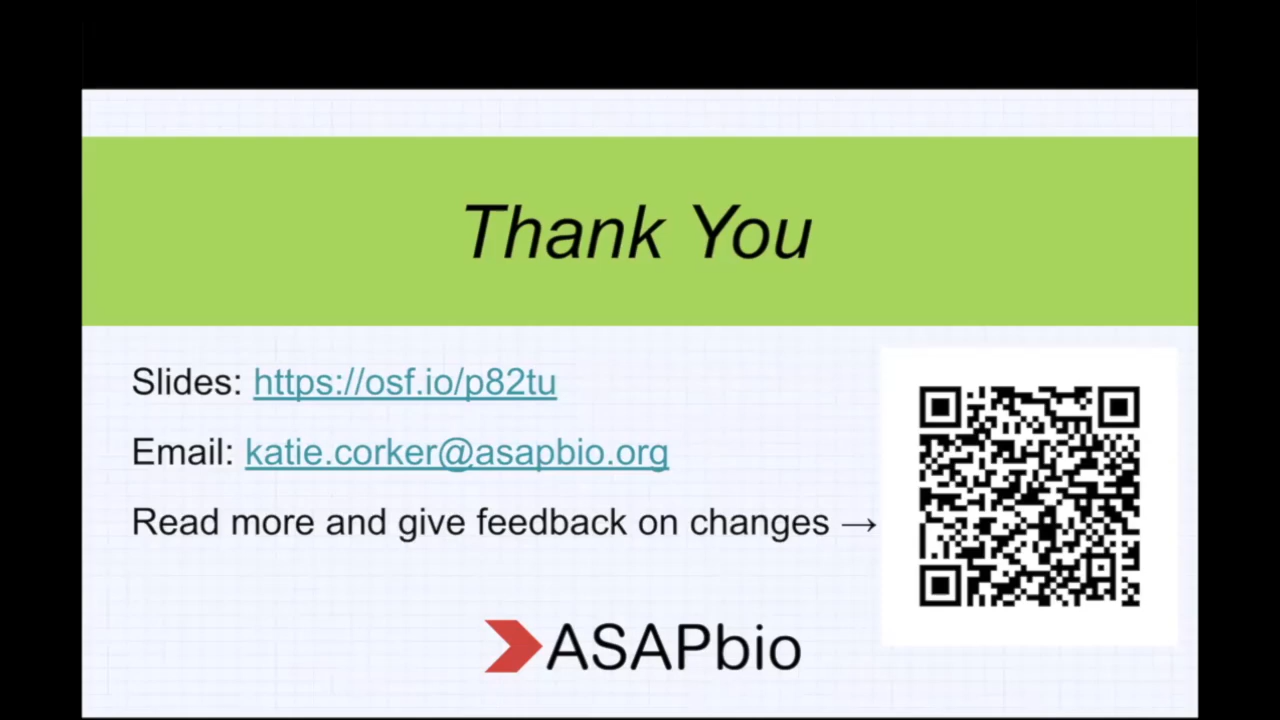 Thank You
Slides: https://osf.io/p82tu
Email: katie.corker@asapbio.org
Read more and give feedback on changes →
ASAPbio